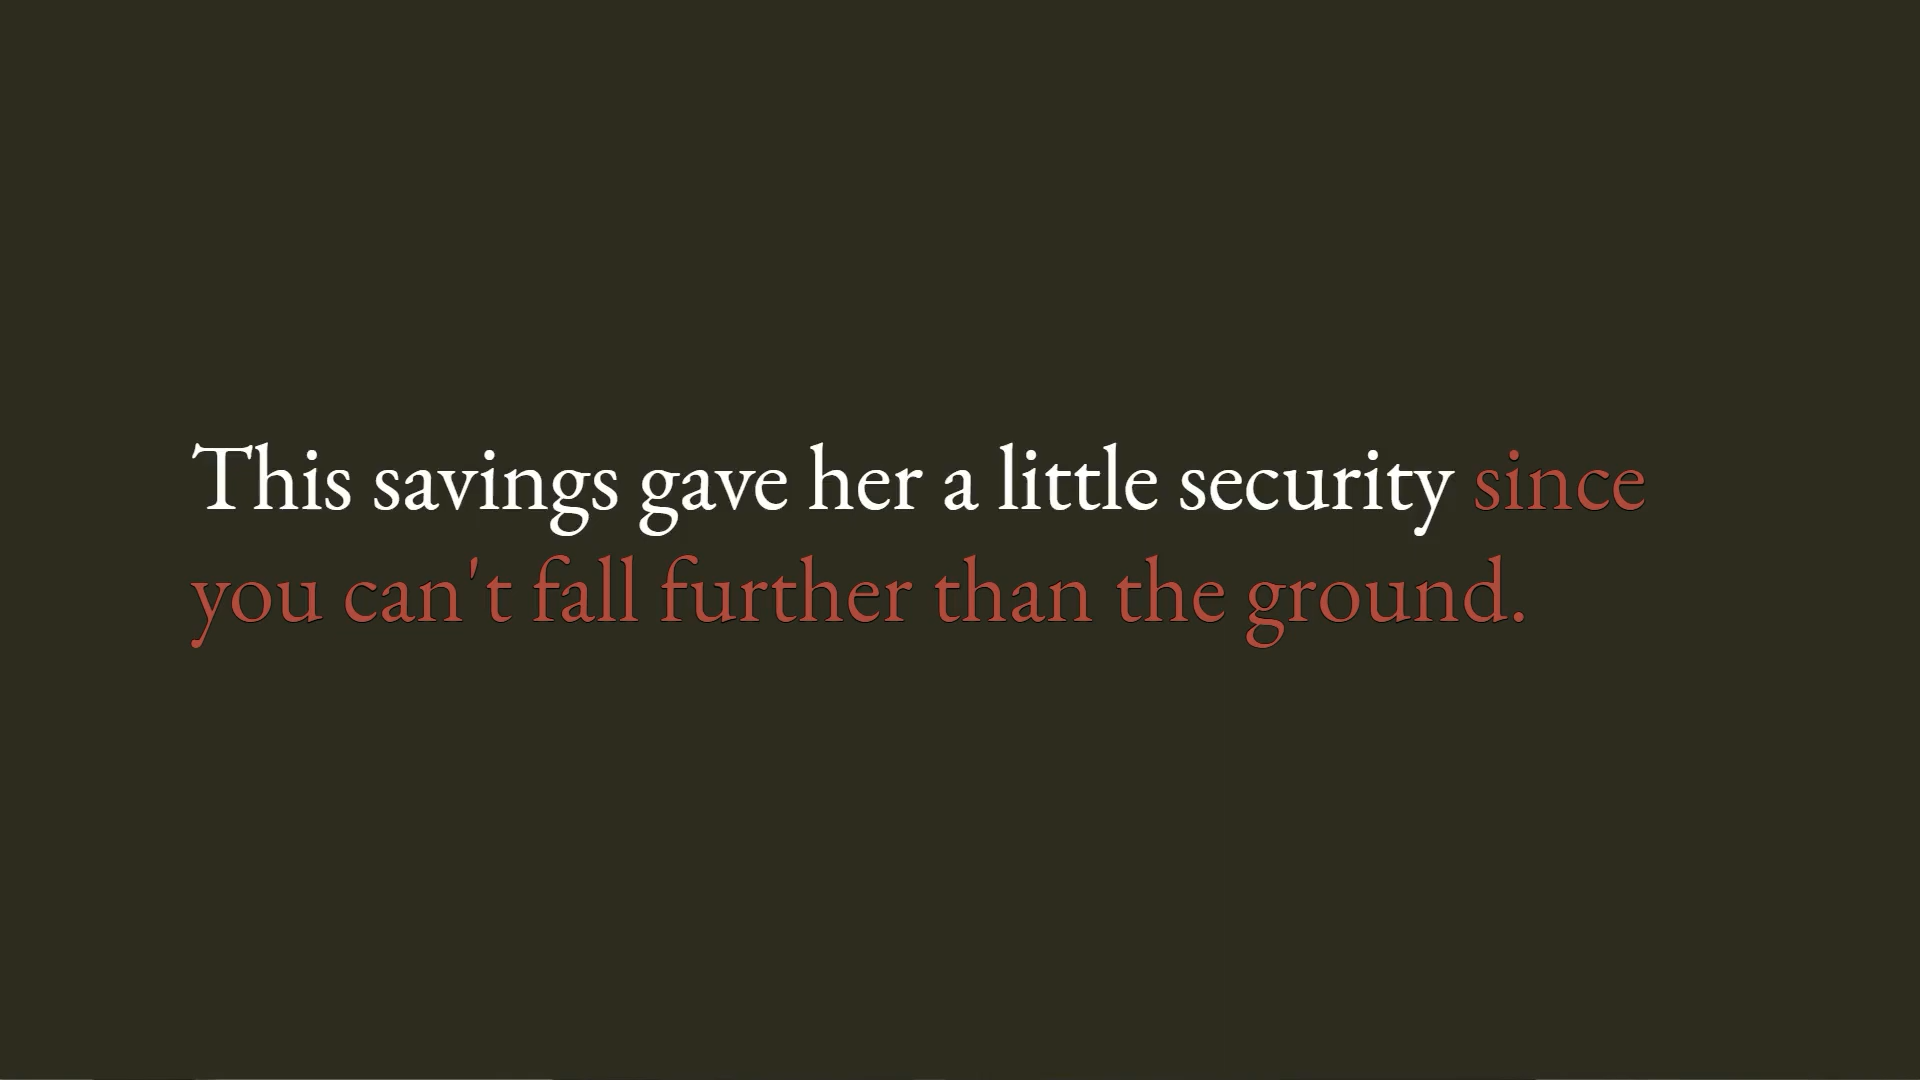 This savings gave her a little security since
you can't fall further than the ground.